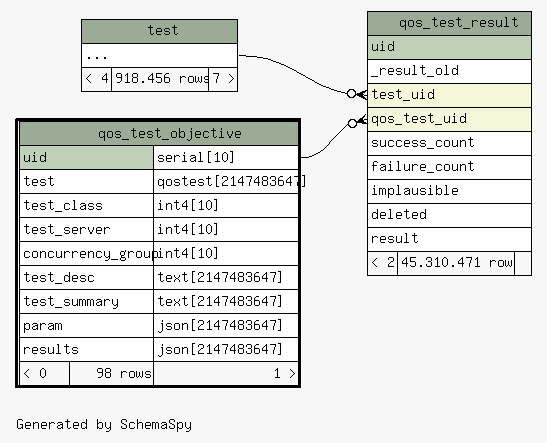 test
...
< 4 918.456 rows 7 >
qos_test_result
uid
_result_old
test_uid
qos_test_uid
success_count
failure_count
implausible
deleted
result
< 2 45.310.471 row
qos_test_objective
uid serial[10]
test qostest[2147483647]
test_class int4[10]
test_server int4[10]
concurrency_group int4[10]
test_desc text[2147483647]
test_summary text[2147483647]
param json[2147483647]
results json[2147483647]
< 0 98 rows 1 >
Generated by SchemaSpy